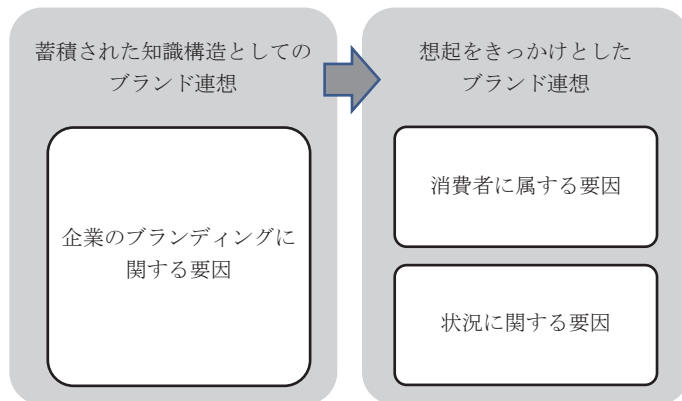 蓄積された知識構造としての
ブランド連想
企業のブランディングに
関する要因
想起をきっかけとした
ブランド連想
消費者に属する要因
状況に関する要因